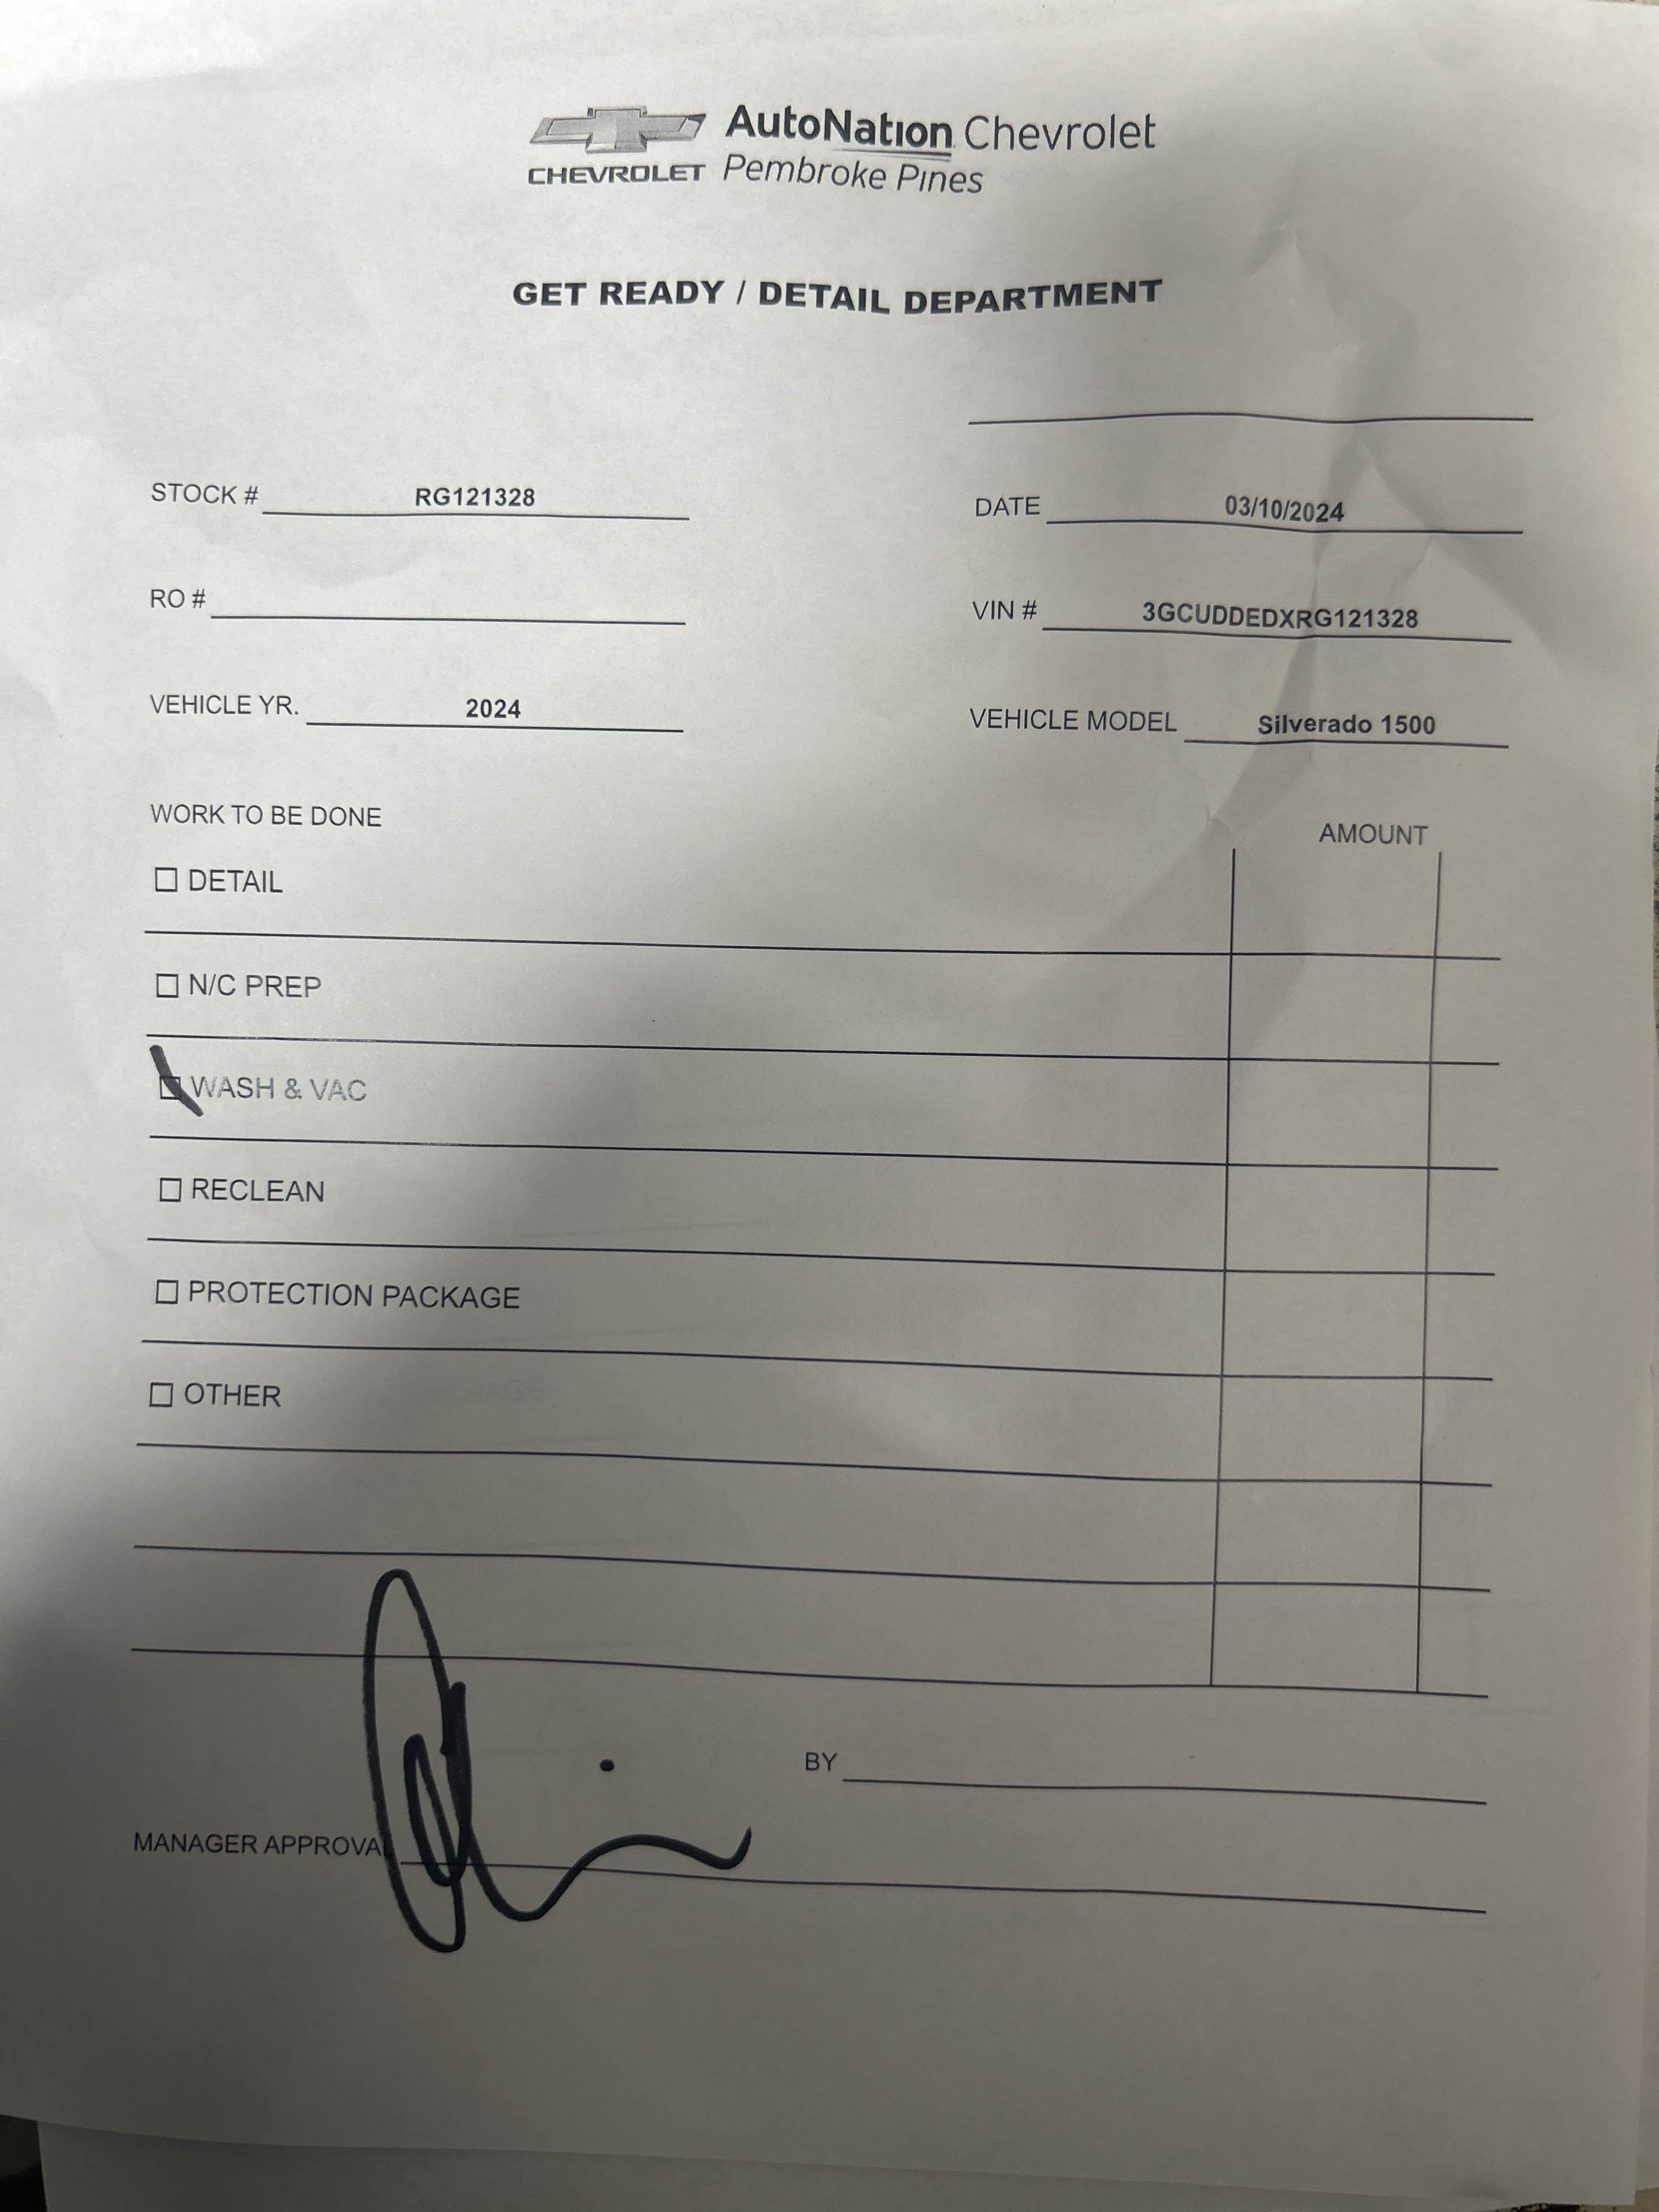 AutoNation Chevrolet
CHEVROLET Pembroke Pines
GET READY / DETAIL DEPARTMENT
STOCK # RG121328
DATE 03/10/2024
RO #
VIN # 3GCUDDEDXRG121328
VEHICLE YR. 2024
VEHICLE MODEL Silverado 1500
WORK TO BE DONE
AMOUNT
DETAIL
N/C PREP
WASH & VAC
RECLEAN
PROTECTION PACKAGE
OTHER
BY
MANAGER APPROVAL